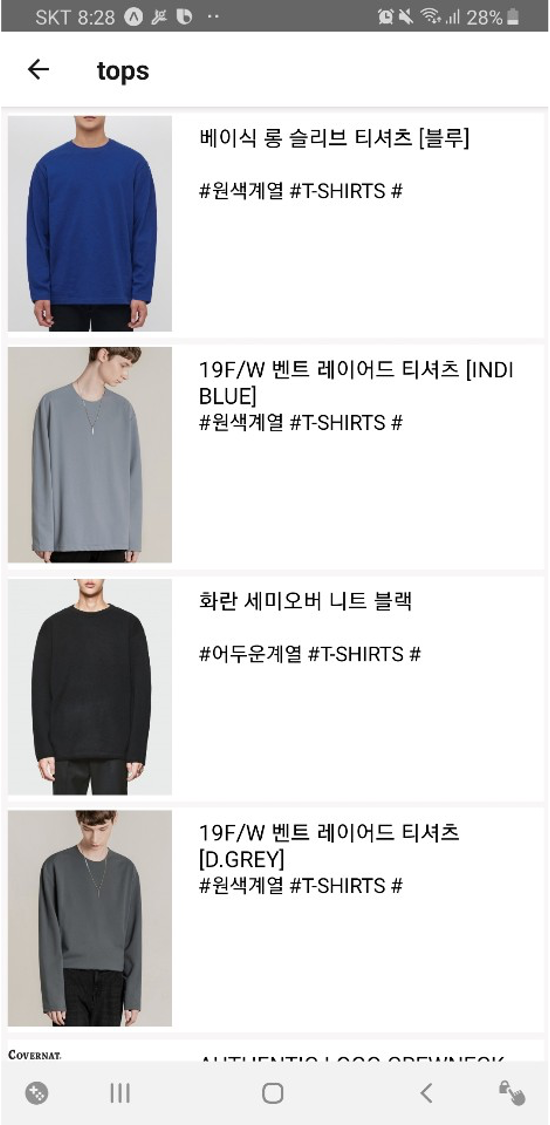 SKT 8:28
28%
tops
베이식 롱 슬리브 티셔츠 [블루]
#원색계열 #T-SHIRTS #
19F/W 벤트 레이어드 티셔츠 [INDI
BLUE]
#원색계열 #T-SHIRTS #
화란 세미오버 니트 블랙
#어두운계열 #T-SHIRTS #
19F/W 벤트 레이어드 티셔츠
[D.GREY]
#원색계열 #T-SHIRTS #
COVERNAT.
AUTHENTIC LOGO CREWNECK